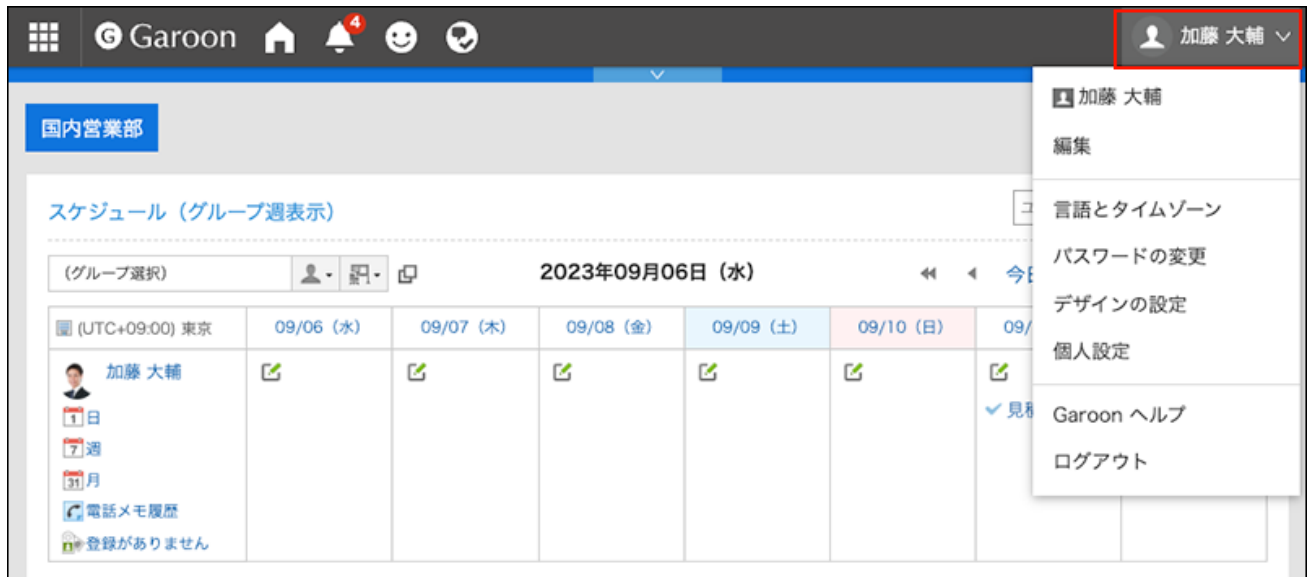 Garoon
4
加藤 大輔
加藤 大輔
編集
言語とタイムゾーン
パスワードの変更
デザインの設定
個人設定
Garoon ヘルプ
ログアウト
国内営業部
スケジュール（グループ週表示）
(グループ選択)
2023年09月06日（水）
(UTC+09:00) 東京
09/06（水）
09/07（木）
09/08（金）
09/09（土）
09/10（日）
09/
加藤 大輔
1 日
7 週
31 月
電話メモ履歴
登録がありません